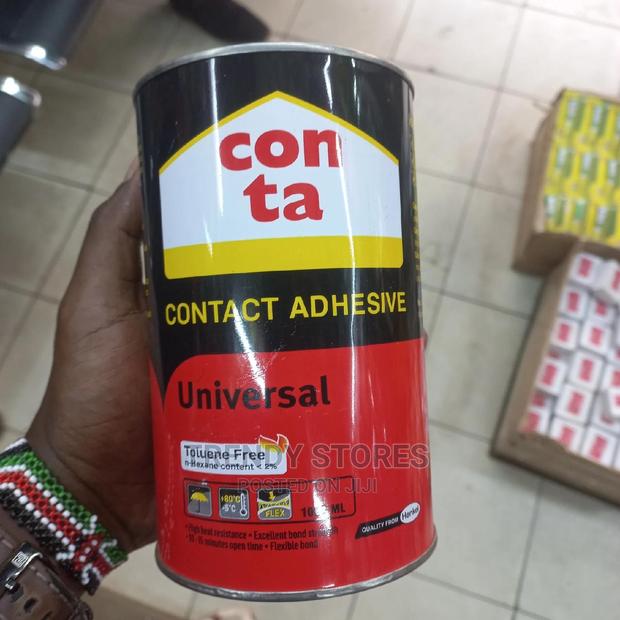 con
ta
CONTACT ADHESIVE
Universal
Toluene Free
n-Hexane content < 2%
TRENDY STORES
POSTED ON JIJI
+80°C
-5°C
FLEX
ML
QUALITY FROM Henkel
• High heat resistance • Excellent bond strength
• 10-15 minutes open time • Flexible bond